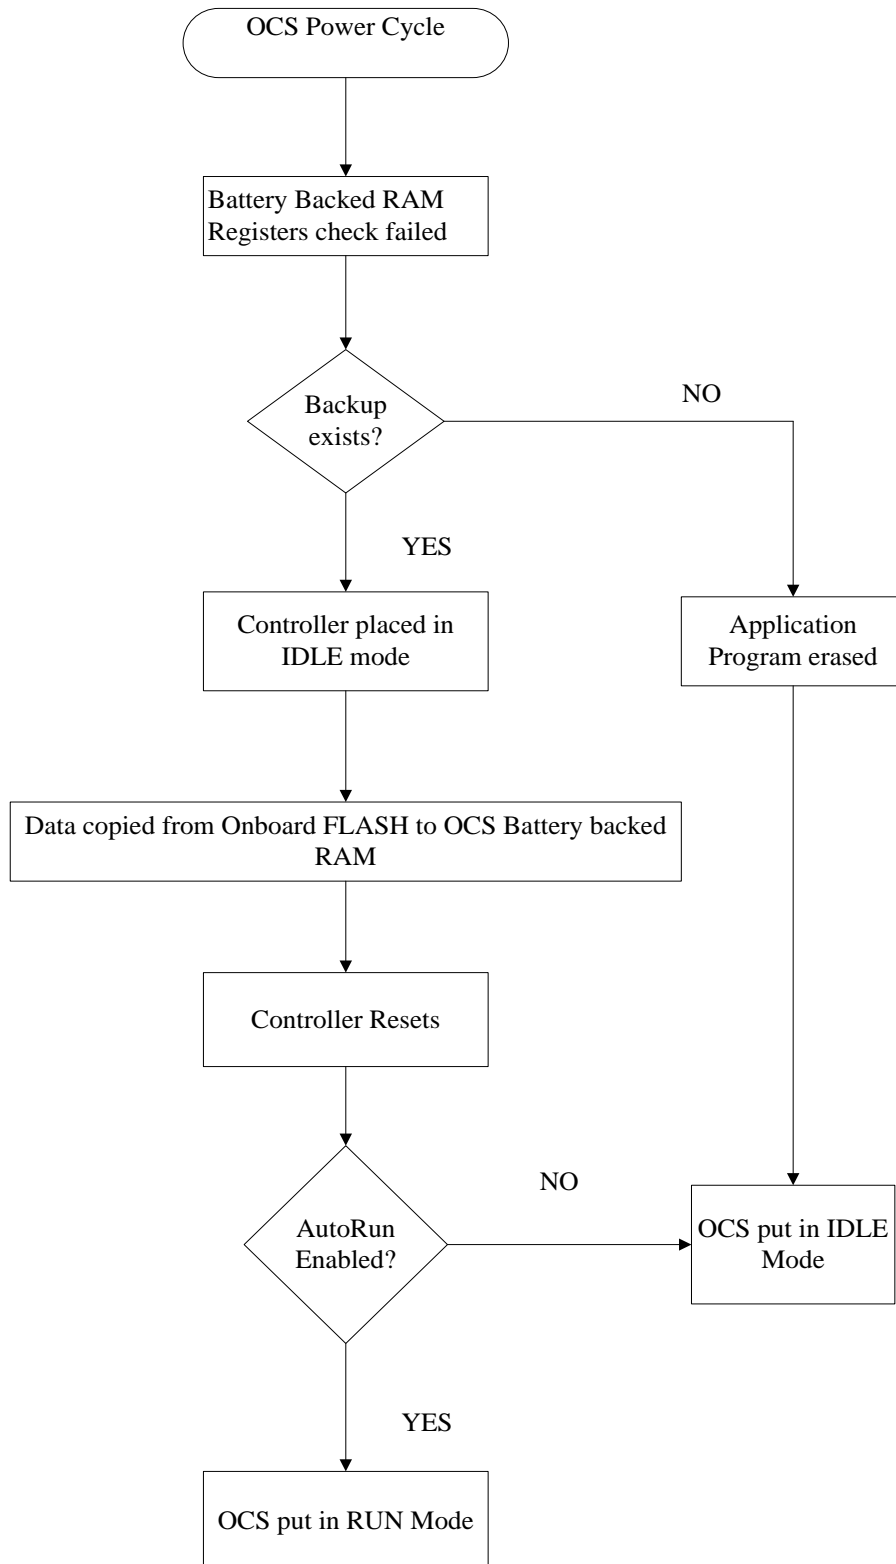 OCS Power Cycle
Battery Backed RAM
Registers check failed
Backup
exists?
NO
YES
Controller placed in
IDLE mode
Application
Program erased
Data copied from Onboard FLASH to OCS Battery backed
RAM
Controller Resets
AutoRun
Enabled?
NO
OCS put in IDLE
Mode
YES
OCS put in RUN Mode